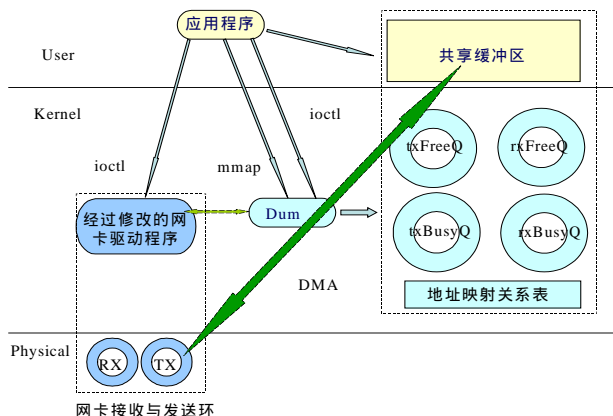 应用程序
User
共享缓冲区
Kernel
ioctl
txFreeQ
rxFreeQ
ioctl
mmap
经过修改的网
卡驱动程序
Dum
txBusyQ
rxBusyQ
DMA
地址映射关系表
Physical
RX
TX
网卡接收与发送环